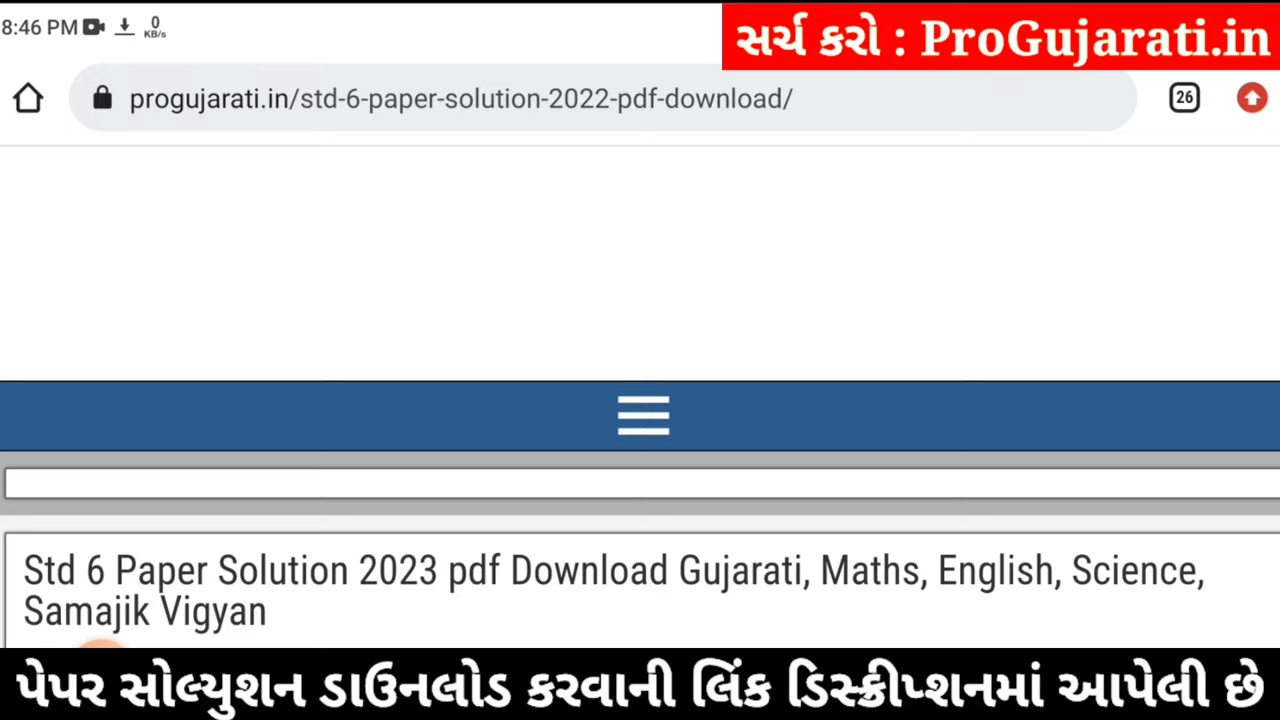 8:46 PM 0 KB/s
સર્ચ કરો : ProGujarati.in
progujarati.in/std-6-paper-solution-2022-pdf-download/
26
Std 6 Paper Solution 2023 pdf Download Gujarati, Maths, English, Science,
Samajik Vigyan
પેપર સોલ્યુશન ડાઉનલોડ કરવાની લિંક ડિસ્ક્રીપ્શનમાં આપેલી છે